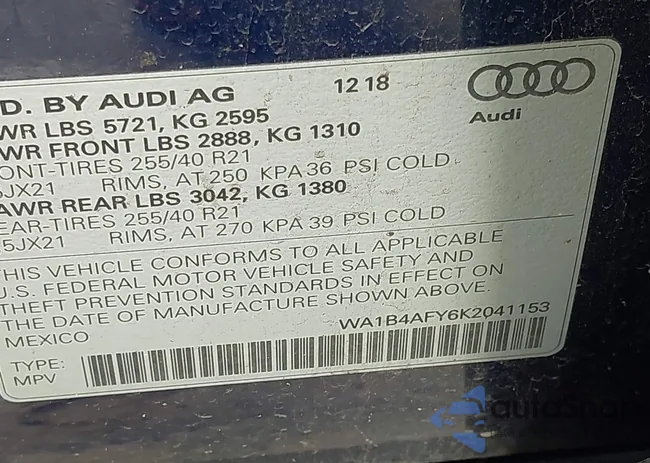 D. BY AUDI AG 12 18
Audi
WR LBS 5721, KG 2595
WR FRONT LBS 2888, KG 1310
ONT-TIRES 255/40 R21
5JX21 RIMS, AT 250 KPA 36 PSI COLD
AWR REAR LBS 3042, KG 1380
EAR-TIRES 255/40 R21
5JX21 RIMS, AT 270 KPA 39 PSI COLD
THIS VEHICLE CONFORMS TO ALL APPLICABLE
U.S. FEDERAL MOTOR VEHICLE SAFETY AND
THEFT PREVENTION STANDARDS IN EFFECT ON
THE DATE OF MANUFACTURE SHOWN ABOVE.
MEXICO WA1B4AFY6K2041153
TYPE:
MPV